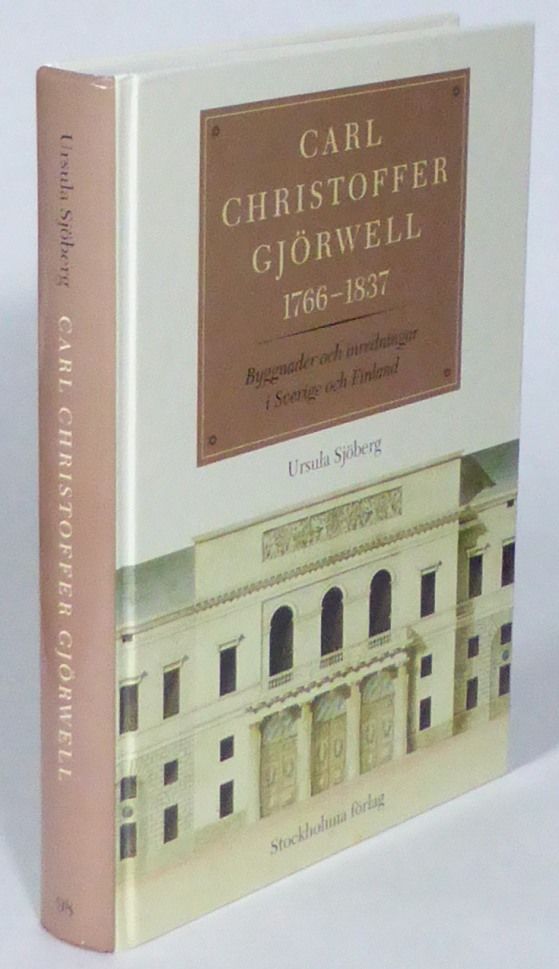 CARL
CHRISTOFFER
GJÖRWELL
1766–1837
Byggnader och inredningar
i Sverige och Finland
Ursula Sjöberg
Stockholmia förlag
Ursula Sjöberg CARL CHRISTOFFER GJÖRWELL